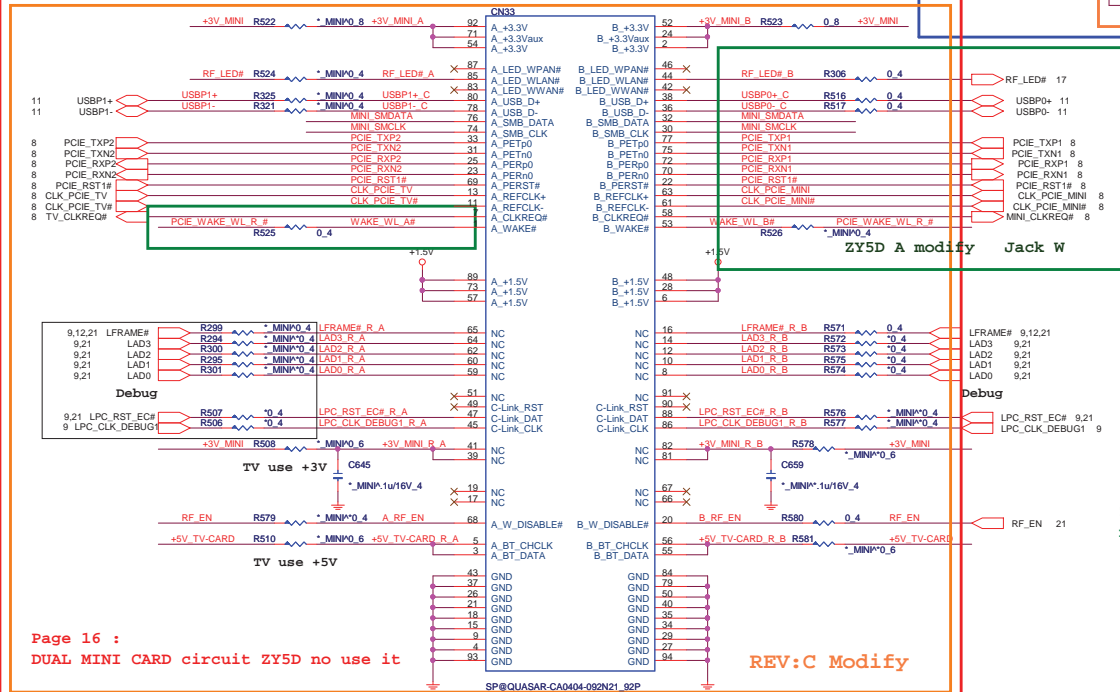 CN33
+3V_MINI R522 *_MINI^0_8 +3V_MINI_A 92 A_+3.3V B_+3.3V 52 +3V_MINI_B R523 0_8 +3V_MINI
71 A_+3.3Vaux B_+3.3Vaux 24
54 A_+3.3V B_+3.3V 2
87 A_LED_WPAN# B_LED_WPAN# 46
RF_LED# R524 *_MINI^0_4 RF_LED#_A 85 A_LED_WLAN# B_LED_WLAN# 44 RF_LED#_B R306 0_4 RF_LED# 17
83 A_LED_WWAN# B_LED_WWAN# 42
11 USBP1+ R325 *_MINI^0_4 USBP1+_C 80 A_USB_D+ B_USB_D+ 38 USBP0+_C R516 0_4 USBP0+ 11
11 USBP1- R321 *_MINI^0_4 USBP1-_C 78 A_USB_D- B_USB_D- 36 USBP0-_C R517 0_4 USBP0- 11
MINI_SMDATA 76 A_SMB_DATA B_SMB_DATA 32 MINI_SMDATA
MINI_SMCLK 74 A_SMB_CLK B_SMB_CLK 30 MINI_SMCLK
8 PCIE_TXP2 PCIE_TXP2 33 A_PETp0 B_PETp0 77 PCIE_TXP1 PCIE_TXP1 8
8 PCIE_TXN2 PCIE_TXN2 31 A_PETn0 B_PETn0 75 PCIE_TXN1 PCIE_TXN1 8
8 PCIE_RXP2 PCIE_RXP2 25 A_PERp0 B_PERp0 72 PCIE_RXP1 PCIE_RXP1 8
8 PCIE_RXN2 PCIE_RXN2 23 A_PERn0 B_PERn0 70 PCIE_RXN1 PCIE_RXN1 8
8 PCIE_RST1# PCIE_RST1# 69 A_PERST# B_PERST# 22 PCIE_RST1# PCIE_RST1# 8
8 CLK_PCIE_TV CLK_PCIE_TV 13 A_REFCLK+ B_REFCLK+ 63 CLK_PCIE_MINI CLK_PCIE_MINI 8
8 CLK_PCIE_TV# CLK_PCIE_TV# 11 A_REFCLK- B_REFCLK- 61 CLK_PCIE_MINI# CLK_PCIE_MINI# 8
8 TV_CLKREQ# A_CLKREQ# B_CLKREQ# 58 MINI_CLKREQ# 8
PCIE_WAKE_WL_R_# R525 0_4 WAKE_WL_A# A_WAKE# B_WAKE# 53 WAKE_WL_B# R526 *_MINI^0_4 PCIE_WAKE_WL_R_#
ZY5D A modify Jack W
+1.5V +1.5V
89 A_+1.5V B_+1.5V 48
73 A_+1.5V B_+1.5V 28
57 A_+1.5V B_+1.5V 6
9,12,21 LFRAME# R299 *_MINI^*0_4 LFRAME#_R_A 65 NC NC 16 LFRAME#_R_B R571 *0_4 LFRAME# 9,12,21
9,21 LAD3 R294 *_MINI^*0_4 LAD3_R_A 64 NC NC 14 LAD3_R_B R572 *0_4 LAD3 9,21
9,21 LAD2 R300 *_MINI^*0_4 LAD2_R_A 62 NC NC 12 LAD2_R_B R573 *0_4 LAD2 9,21
9,21 LAD1 R295 *_MINI^*0_4 LAD1_R_A 60 NC NC 10 LAD1_R_B R575 *0_4 LAD1 9,21
9,21 LAD0 R301 *_MINI^*0_4 LAD0_R_A 59 NC NC 8 LAD0_R_B R574 *0_4 LAD0 9,21
Debug Debug
51 NC NC 91
49 C-Link_RST C-Link_RST 90
9,21 LPC_RST_EC# R507 *0_4 LPC_RST_EC#_R_A 47 C-Link_DAT C-Link_DAT 88 LPC_RST_EC#_R_B R576 *_MINI^*0_4 LPC_RST_EC# 9,21
9 LPC_CLK_DEBUG1 R506 *0_4 LPC_CLK_DEBUG1_R_A 45 C-Link_CLK C-Link_CLK 86 LPC_CLK_DEBUG1_R_B R577 *_MINI^*0_4 LPC_CLK_DEBUG1 9
+3V_MINI R508 *_MINI^0_6 +3V_MINI_R_A 41 NC NC 82 +3V_MINI_R_B R578 *_MINI^*0_6 +3V_MINI
39 NC NC 81
TV use +3V C645 C659
*_MINI^.1u/16V_4 *_MINI^*.1u/16V_4
19 NC NC 67
17 NC NC 66
RF_EN R579 *_MINI^*0_4 A_RF_EN 68 A_W_DISABLE# B_W_DISABLE# 20 B_RF_EN R580 0_4 RF_EN RF_EN 21
+5V_TV-CARD R510 *_MINI^0_6 +5V_TV-CARD_R_A 5 A_BT_CHCLK B_BT_CHCLK 56 +5V_TV-CARD_R_B R581 *_MINI^*0_6 +5V_TV-CARD
3 A_BT_DATA B_BT_DATA 55
TV use +5V
43 GND GND 84
37 GND GND 79
26 GND GND 50
21 GND GND 40
18 GND GND 35
15 GND GND 34
9 GND GND 29
4 GND GND 27
93 GND GND 94
Page 16 :
DUAL MINI CARD circuit ZY5D no use it
REV:C Modify
SP@QUASAR-CA0404-092N21_92P